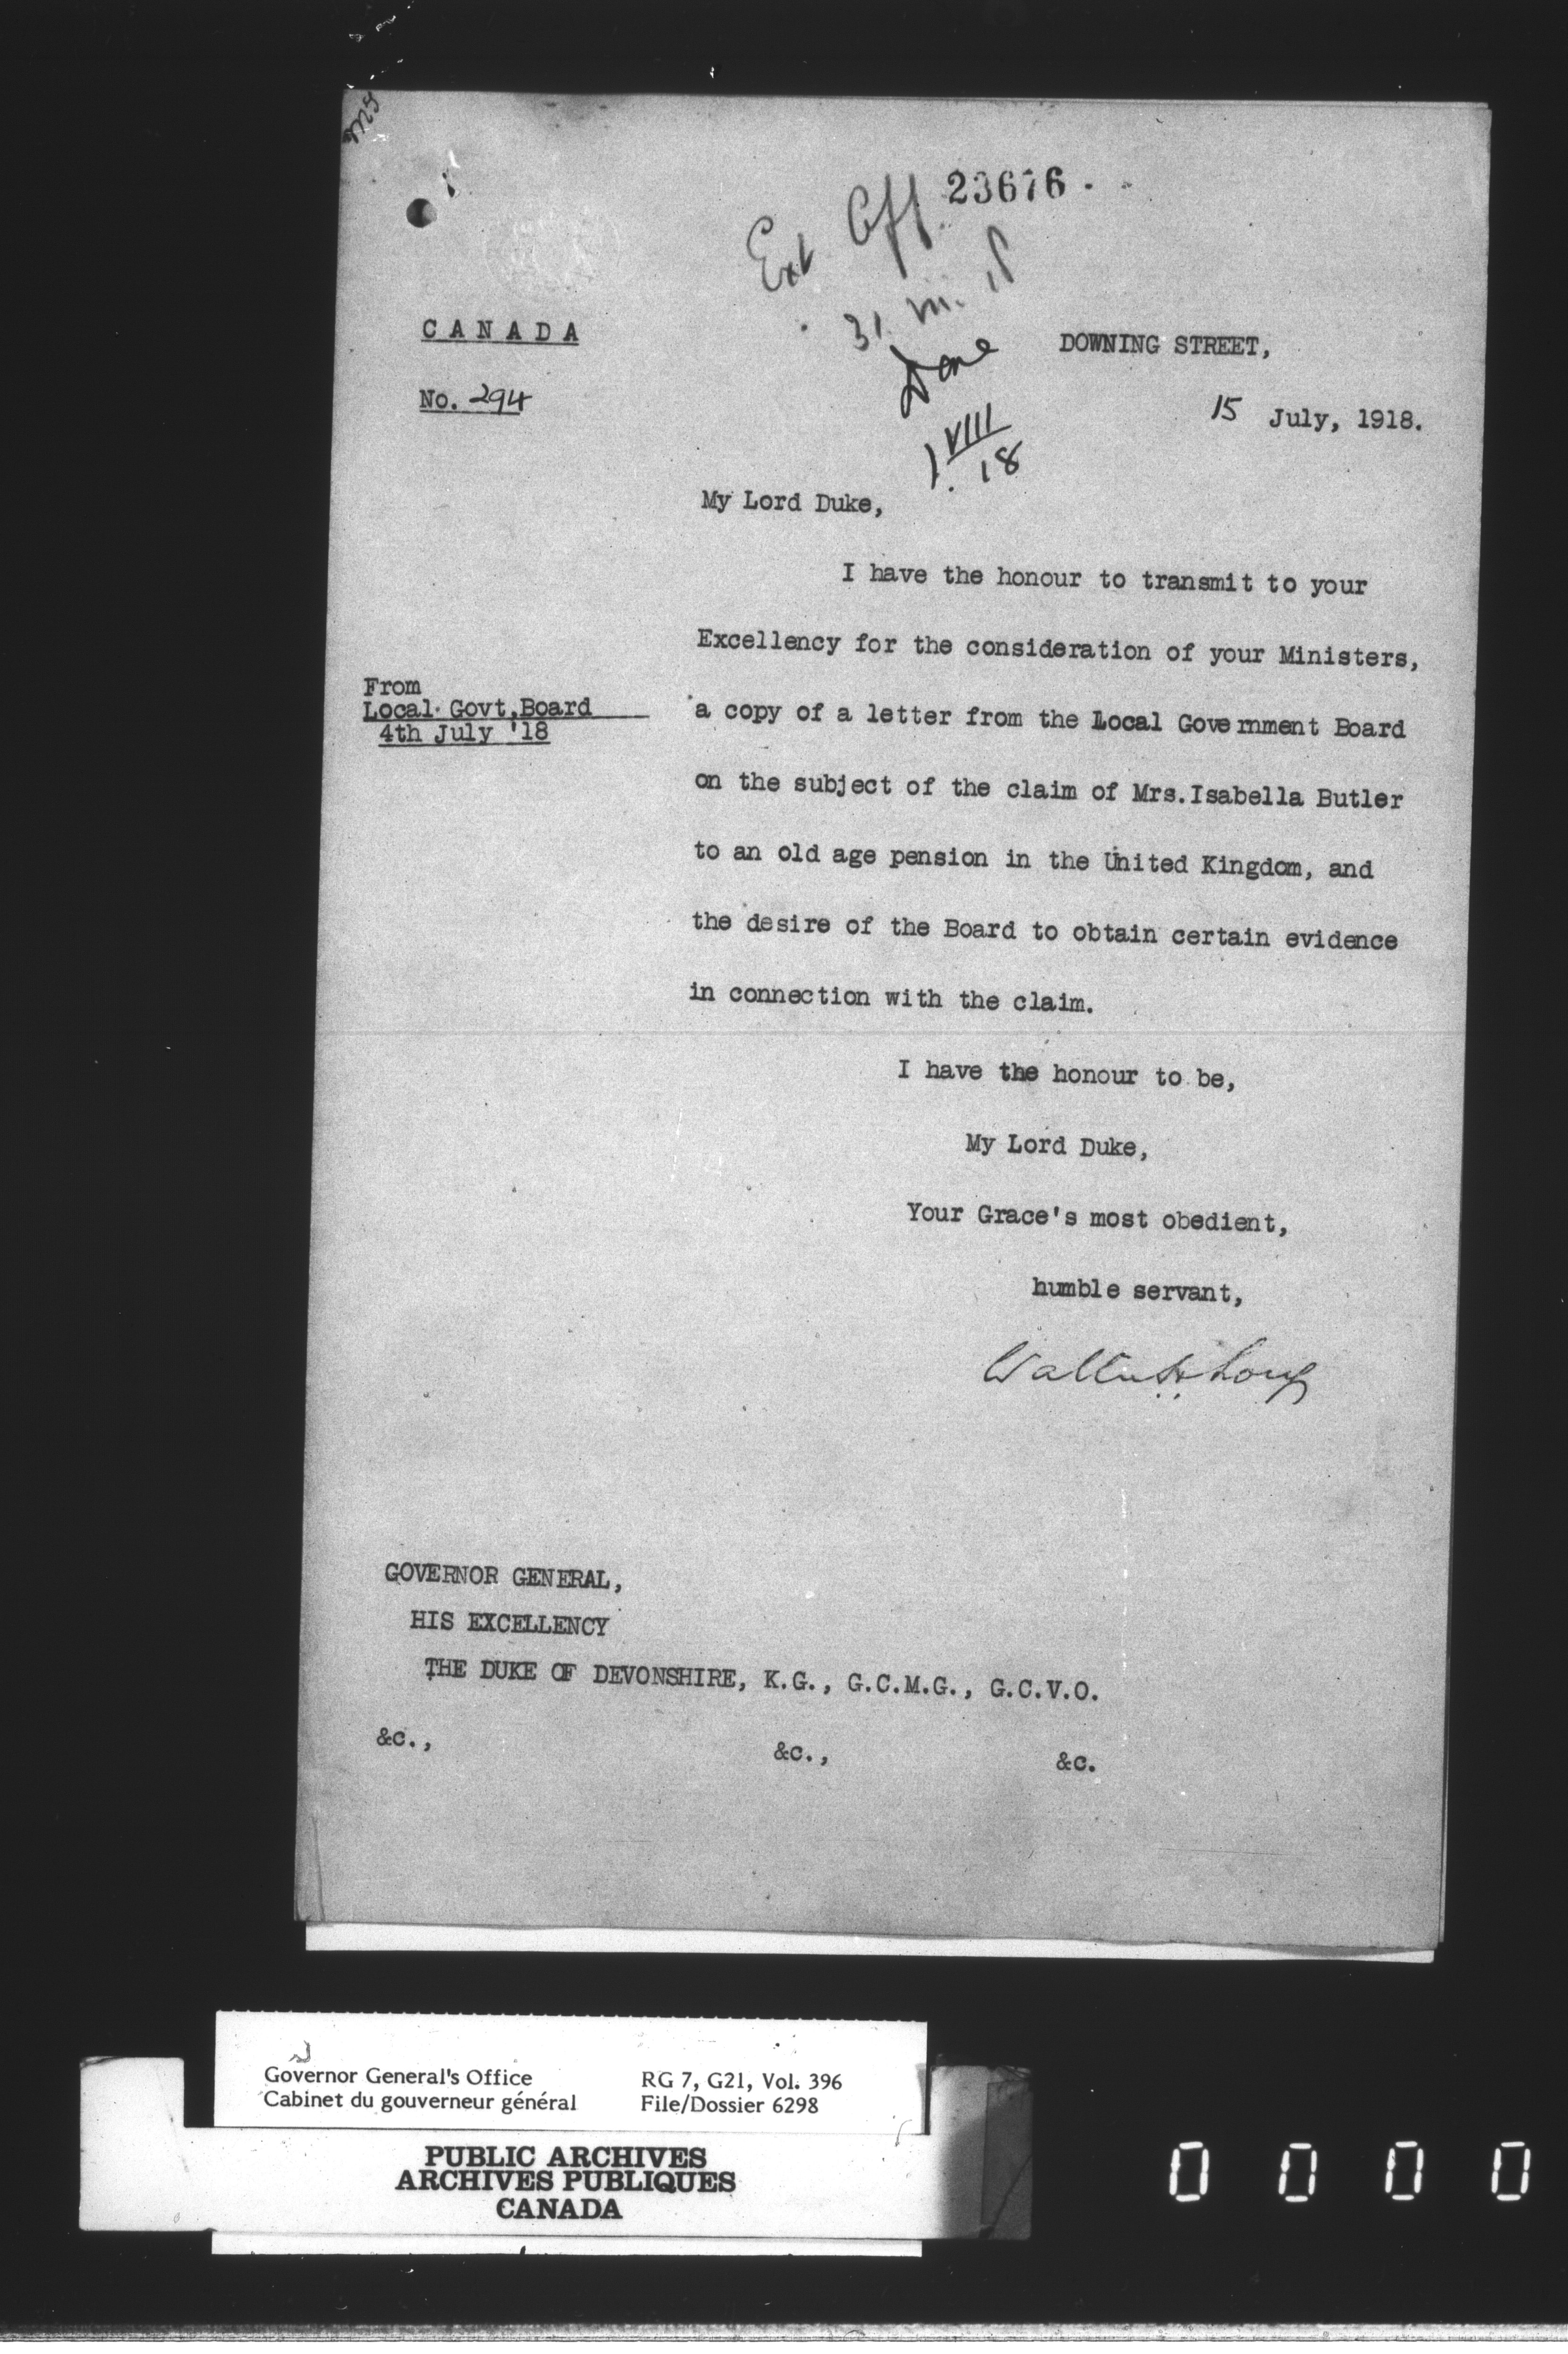 23676.
Ext Aff
31. VII. 18
Done
1. VIII 18
CANADA
DOWNING STREET,
No. 294
15 July, 1918.
My Lord Duke,
I have the honour to transmit to your
Excellency for the consideration of your Ministers,
From
Local Govt. Board
4th July '18
a copy of a letter from the Local Government Board
on the subject of the claim of Mrs. Isabella Butler
to an old age pension in the United Kingdom, and
the desire of the Board to obtain certain evidence
in connection with the claim.
I have the honour to be,
My Lord Duke,
Your Grace's most obedient,
humble servant,
Walter H Long
GOVERNOR GENERAL,
HIS EXCELLENCY
THE DUKE OF DEVONSHIRE, K.G., G.C.M.G., G.C.V.O.
&c., &c., &c.
Governor General's Office RG 7, G21, Vol. 396
Cabinet du gouverneur général File/Dossier 6298
PUBLIC ARCHIVES
ARCHIVES PUBLIQUES
CANADA
0 0 0 0